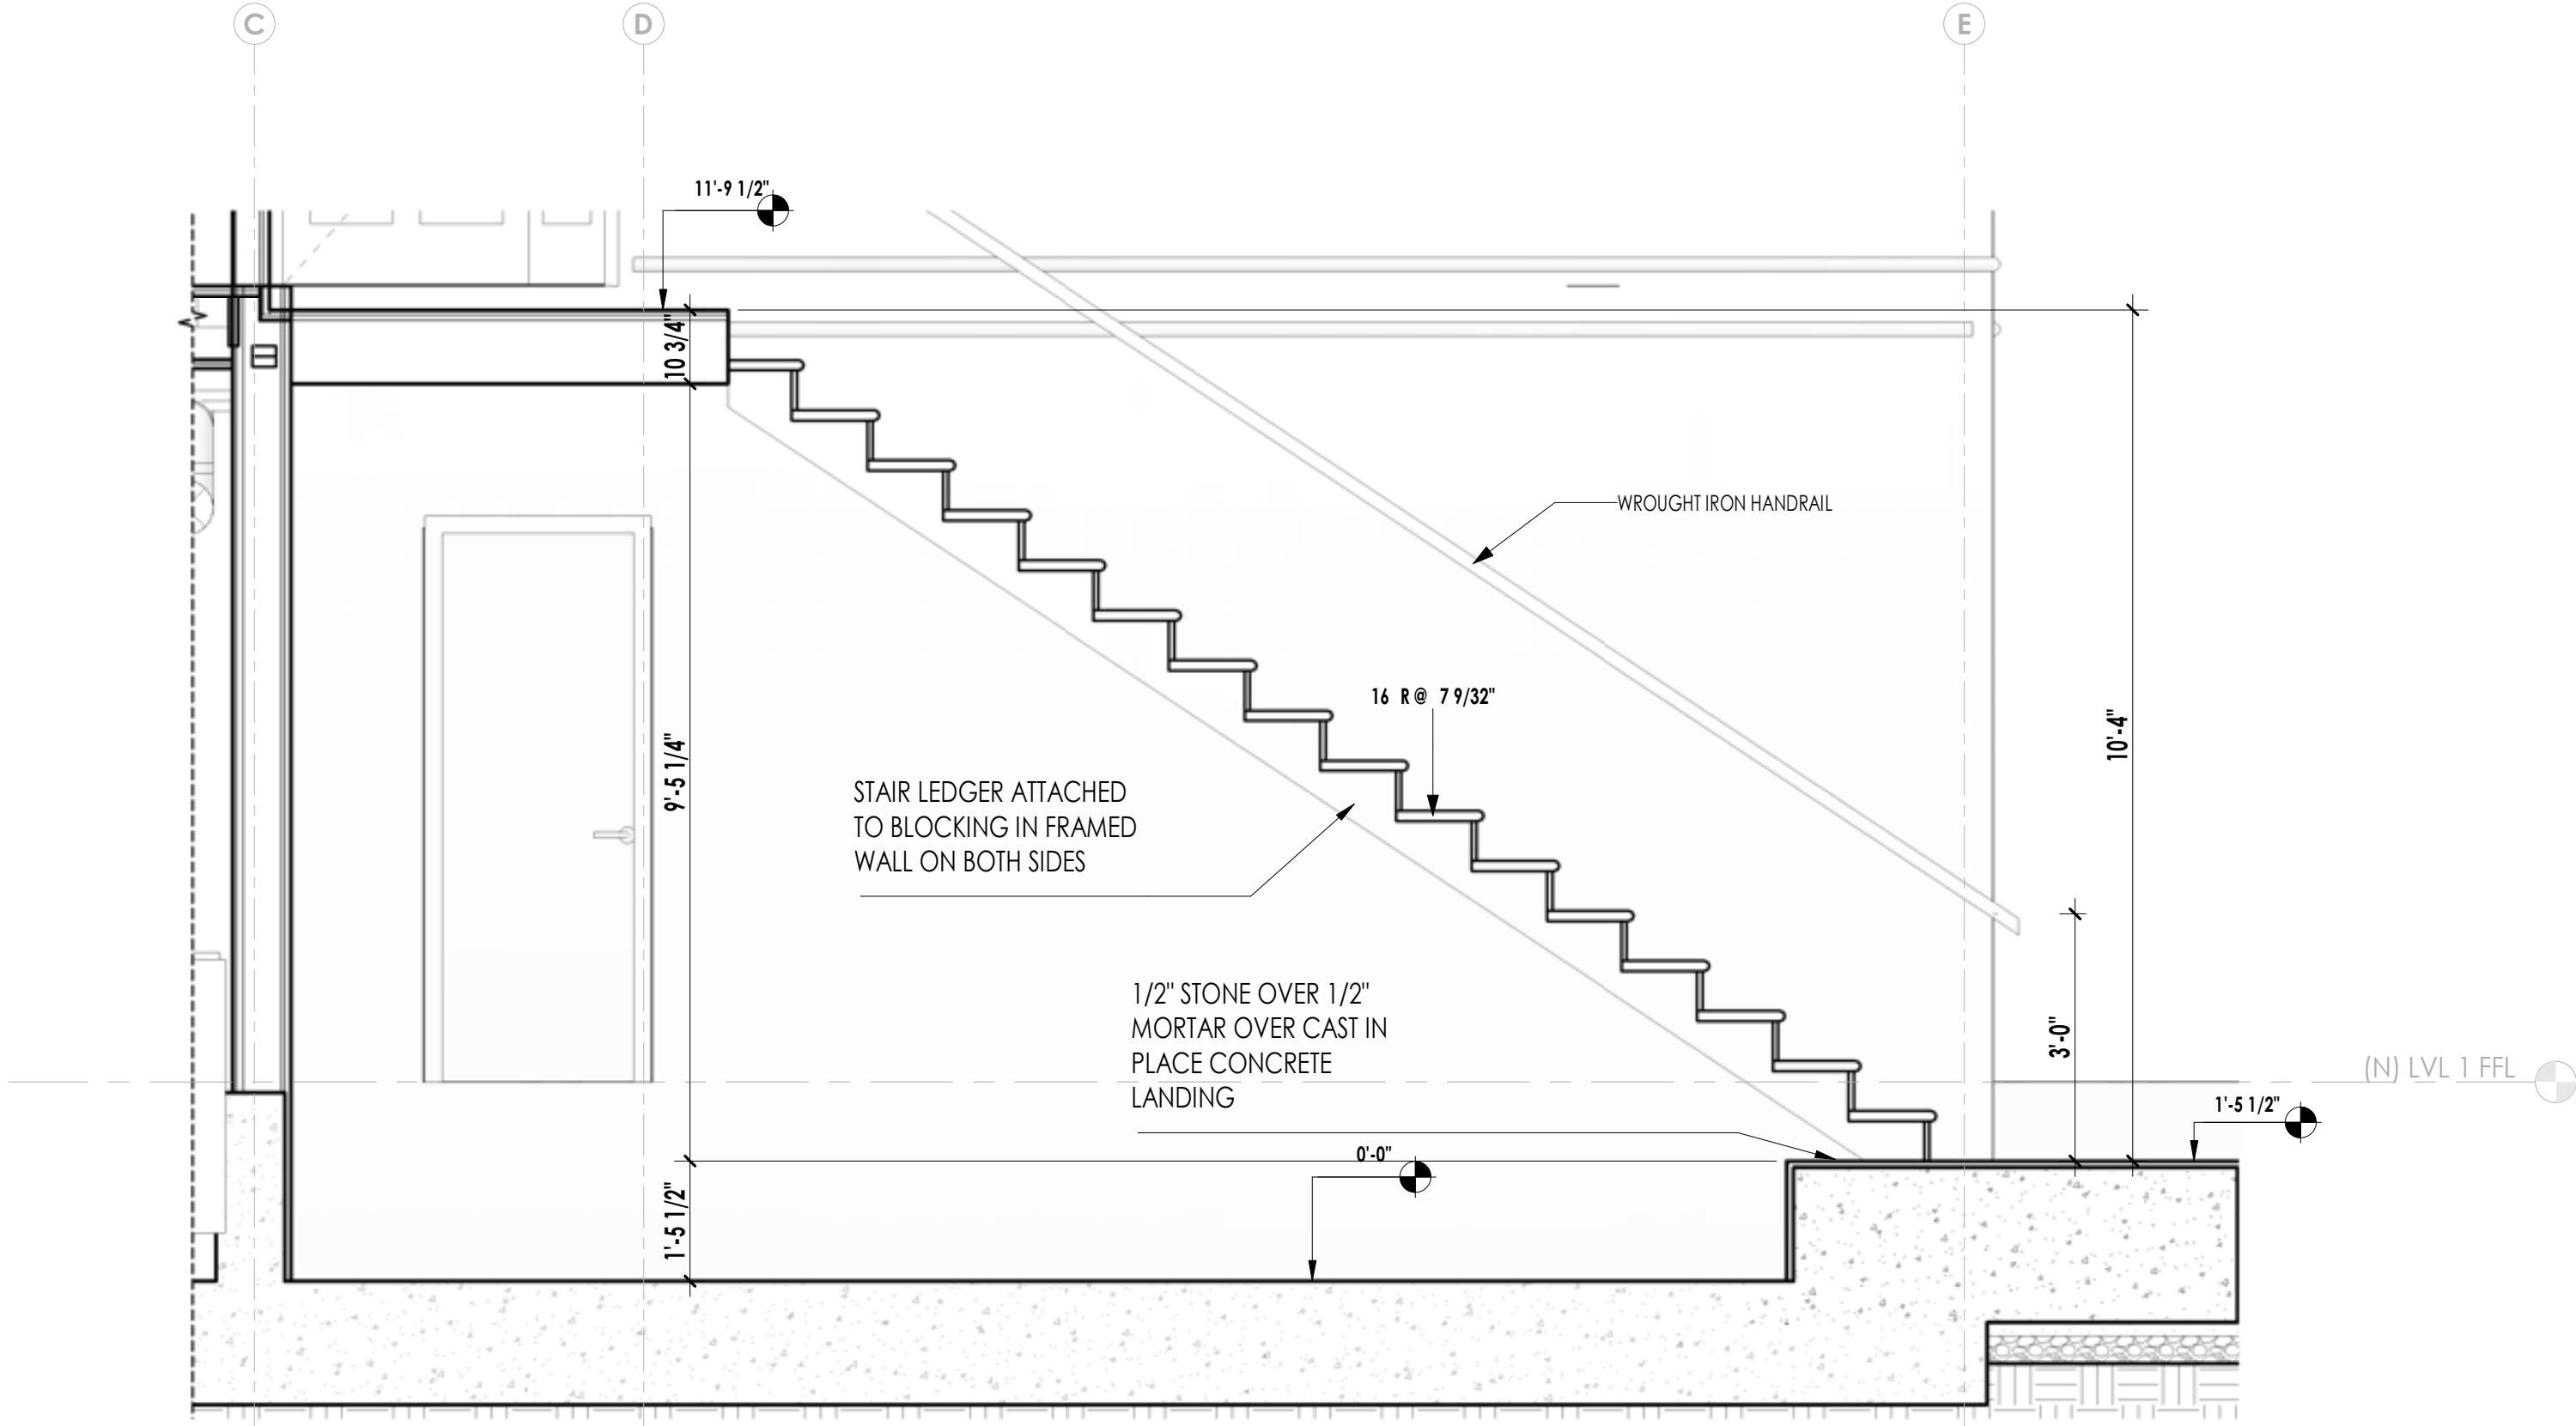 C
D
E
11'-9 1/2"
10 3/4"
WROUGHT IRON HANDRAIL
16 R @ 7 9/32"
10'-4"
9'-5 1/4"
STAIR LEDGER ATTACHED
TO BLOCKING IN FRAMED
WALL ON BOTH SIDES
1/2" STONE OVER 1/2"
MORTAR OVER CAST IN
PLACE CONCRETE
LANDING
3'-0"
(N) LVL 1 FFL
1'-5 1/2"
0'-0"
1'-5 1/2"